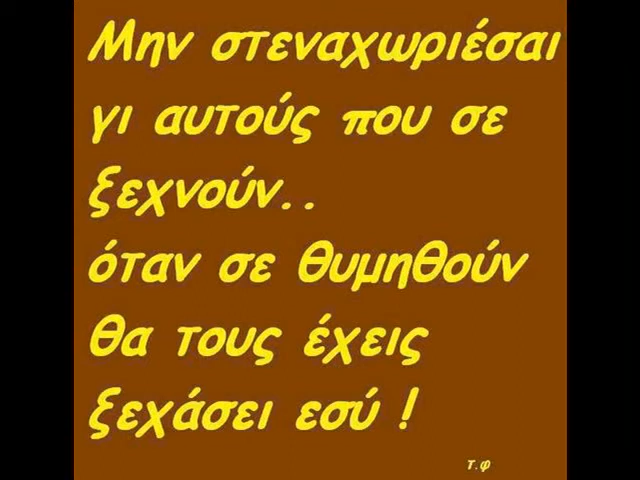 Μην στεναχωριέσαι
γι αυτούς που σε
ξεχνούν..
όταν σε θυμηθούν
θα τους έχεις
ξεχάσει εσύ !
τ.φ